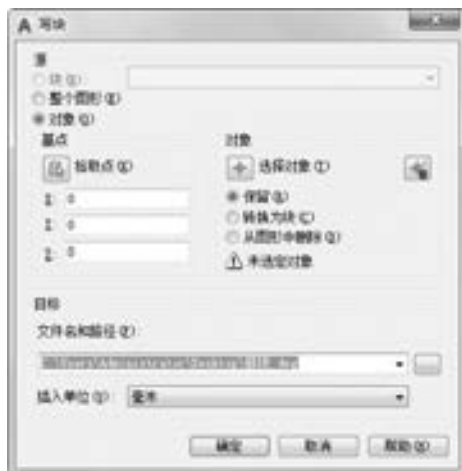 写块
源
块(B):
整个图形(E)
对象(O)
基点
对象
拾取点(K)
选择对象(T)
X: 0
Y: 0
Z: 0
保留(R)
转换为块(C)
从图形中删除(D)
未选定对象
目标
文件名和路径(F):
插入单位(U): 毫米
确定 取消 帮助(H)